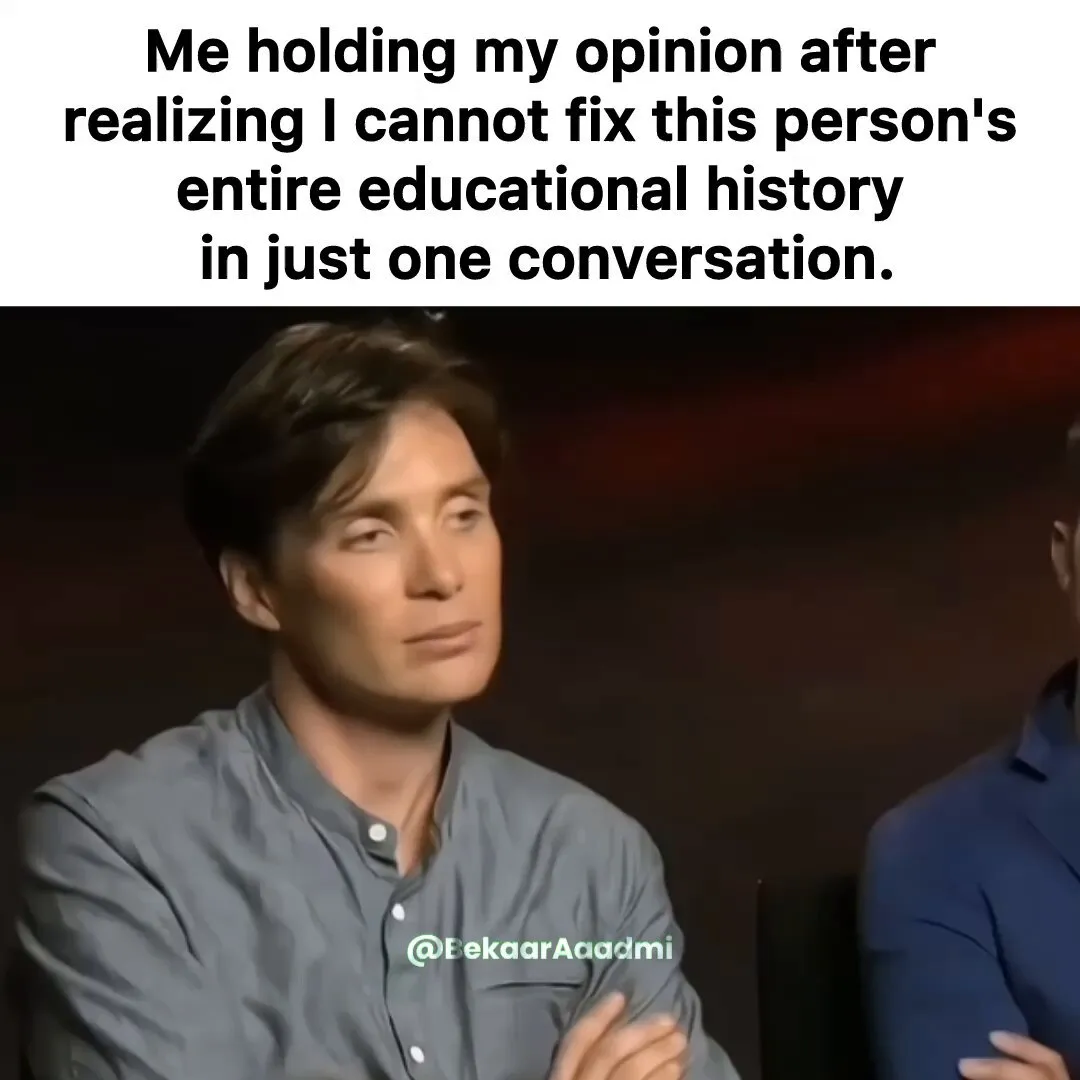 Me holding my opinion after
realizing I cannot fix this person's
entire educational history
in just one conversation.
@BekaarAaadmi